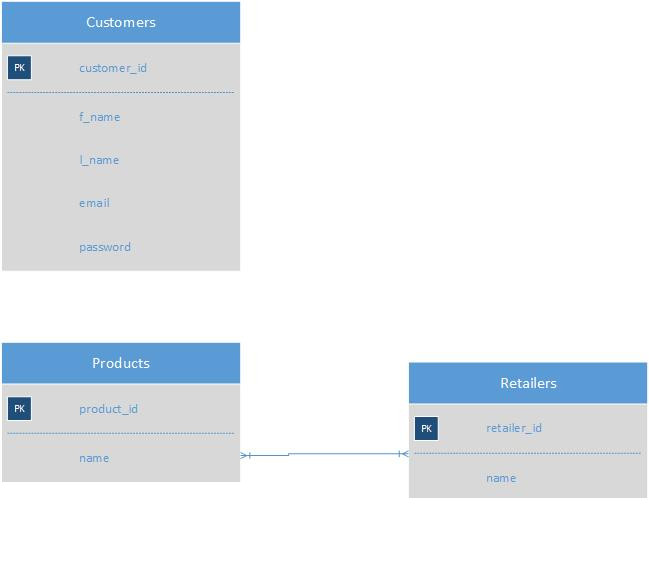 Customers
PK customer_id
f_name
l_name
email
password
Products
PK product_id
name
Retailers
PK retailer_id
name